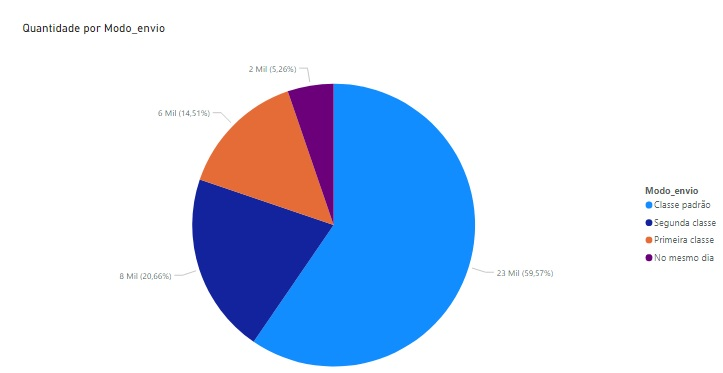 Quantidade por Modo_envio
2 Mil (5,26%)
6 Mil (14,51%)
8 Mil (20,66%)
23 Mil (59,57%)
Modo_envio
Classe padrão
Segunda classe
Primeira classe
No mesmo dia